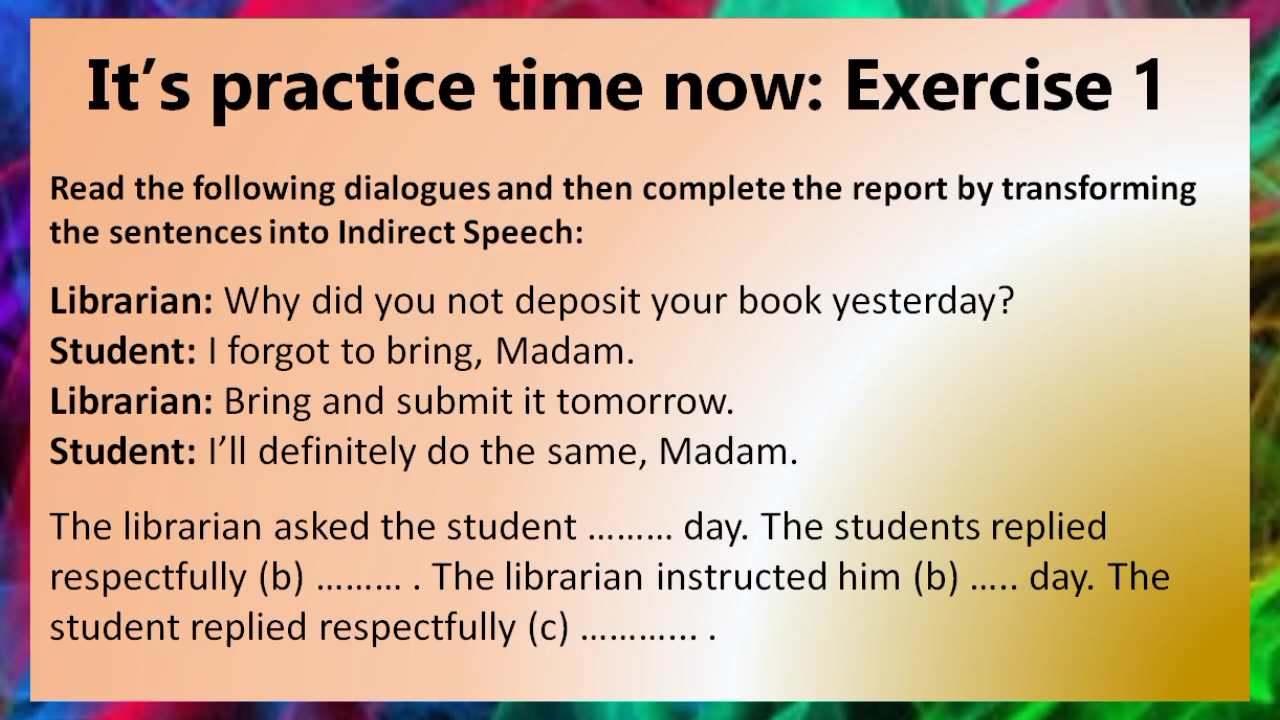 It’s practice time now: Exercise 1
Read the following dialogues and then complete the report by transforming
the sentences into Indirect Speech:
Librarian: Why did you not deposit your book yesterday?
Student: I forgot to bring, Madam.
Librarian: Bring and submit it tomorrow.
Student: I’ll definitely do the same, Madam.
The librarian asked the student ……… day. The students replied
respectfully (b) ……… . The librarian instructed him (b) ….. day. The
student replied respectfully (c) ………... .